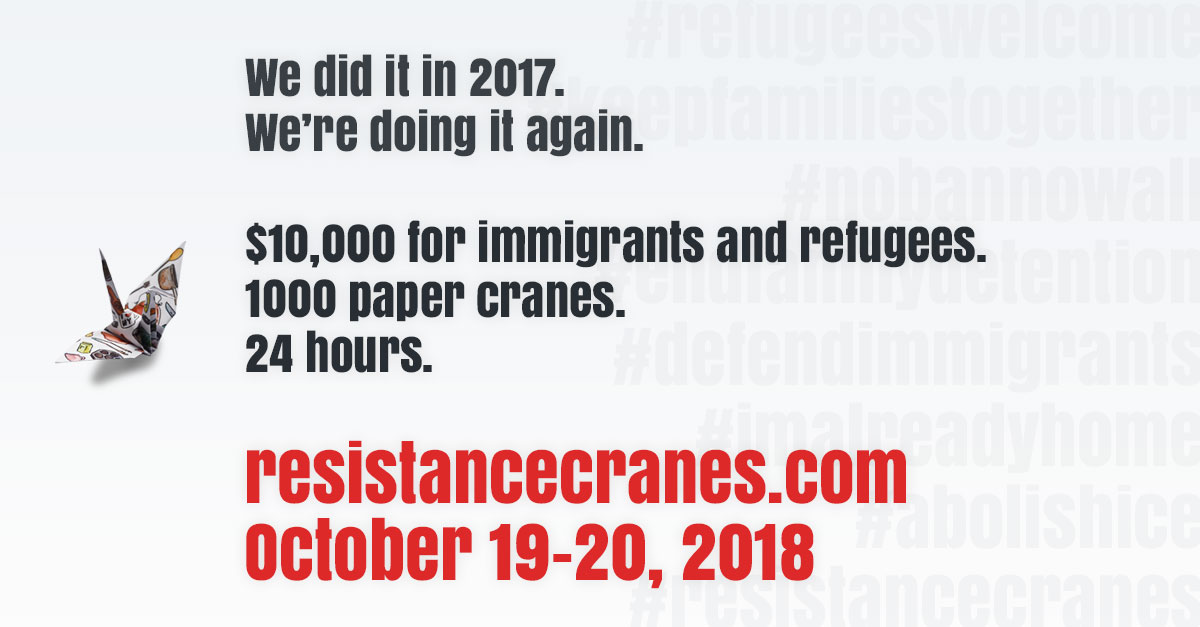 #refugeeswelcome
We did it in 2017.
#keepfamiliestogether
We're doing it again.
#nobannowall
$10,000 for immigrants and refugees.
#endfamilydetention
1000 paper cranes.
#defendimmigrants
24 hours.
#imalreadyhome
resistancecranes.com
#abolishice
October 19-20, 2018
#resistancecranes